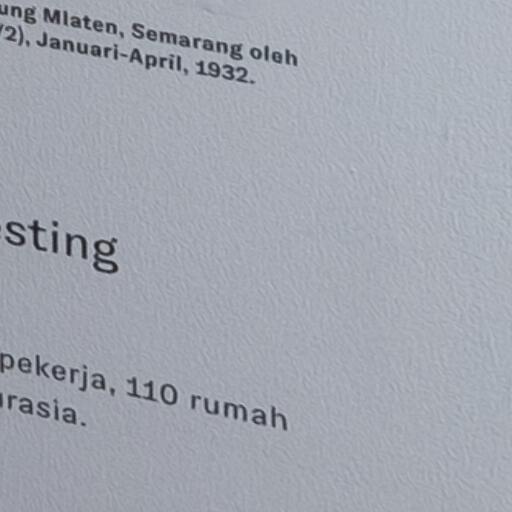 ung Mlaten, Semarang oleh
/2), Januari-April, 1932.
sting
pekerja, 110 rumah
rasia.